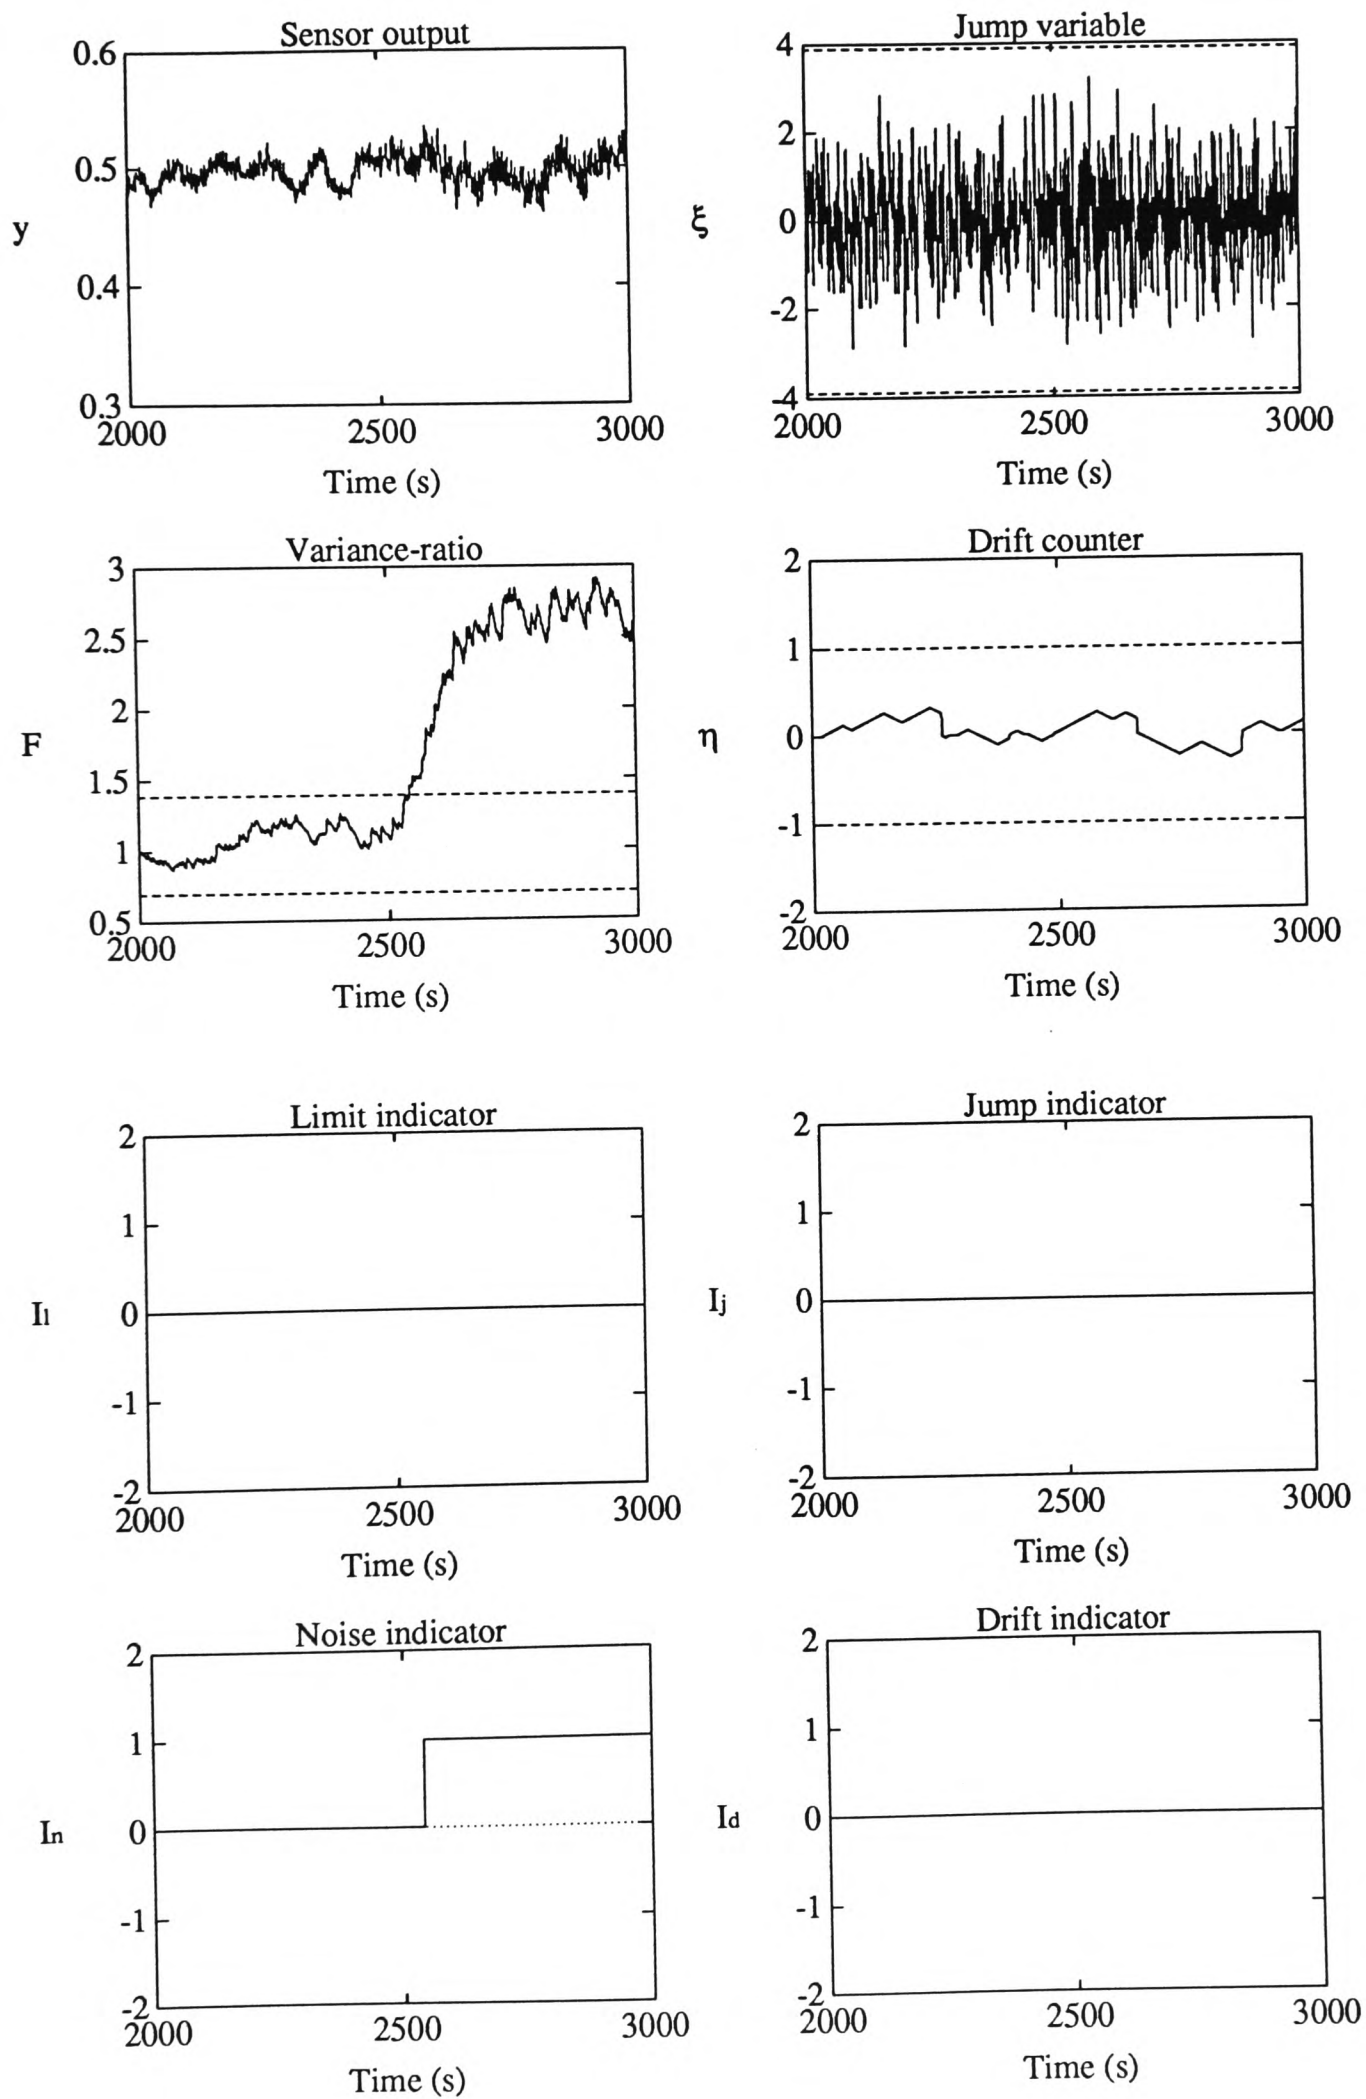 Sensor output
0.6
0.5
0.4
0.3
y
2000 2500 3000
Time (s)
Jump variable
4
2
0
-2
-4
ξ
2000 2500 3000
Time (s)
Variance-ratio
3
2.5
2
1.5
1
0.5
F
2000 2500 3000
Time (s)
Drift counter
2
1
0
-1
-2
η
2000 2500 3000
Time (s)
Limit indicator
2
1
0
-1
-2
Il
2000 2500 3000
Time (s)
Jump indicator
2
1
0
-1
-2
Ij
2000 2500 3000
Time (s)
Noise indicator
2
1
0
-1
-2
In
2000 2500 3000
Time (s)
Drift indicator
2
1
0
-1
-2
Id
2000 2500 3000
Time (s)